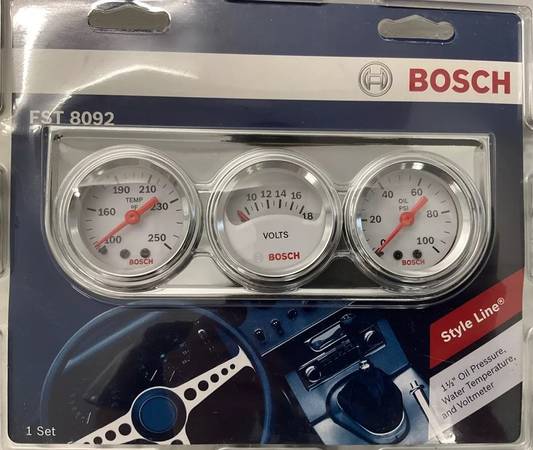 BOSCH
FST 8092
190 210
TEMP
°F
160 230
100 250
BOSCH
10 12 14 16
18
VOLTS
BOSCH
40 60
OIL
PSI
20 80
0 100
BOSCH
Style Line®
1½" Oil Pressure,
Water Temperature,
and Voltmeter
1 Set